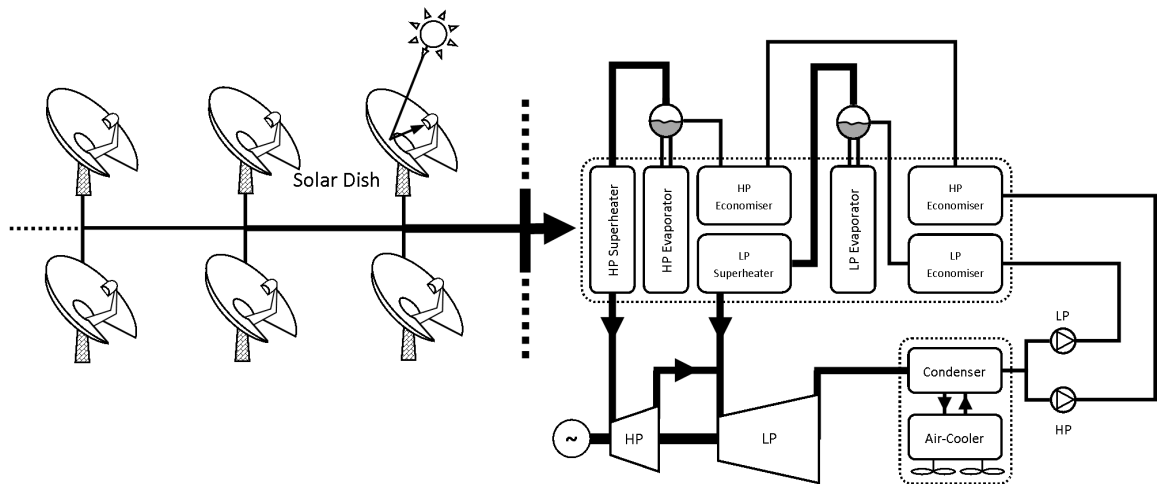 Solar Dish
HP Superheater
HP Evaporator
HP
Economiser
LP
Superheater
LP Evaporator
HP
Economiser
LP
Economiser
LP
HP
Condenser
Air-Cooler
~
HP
LP